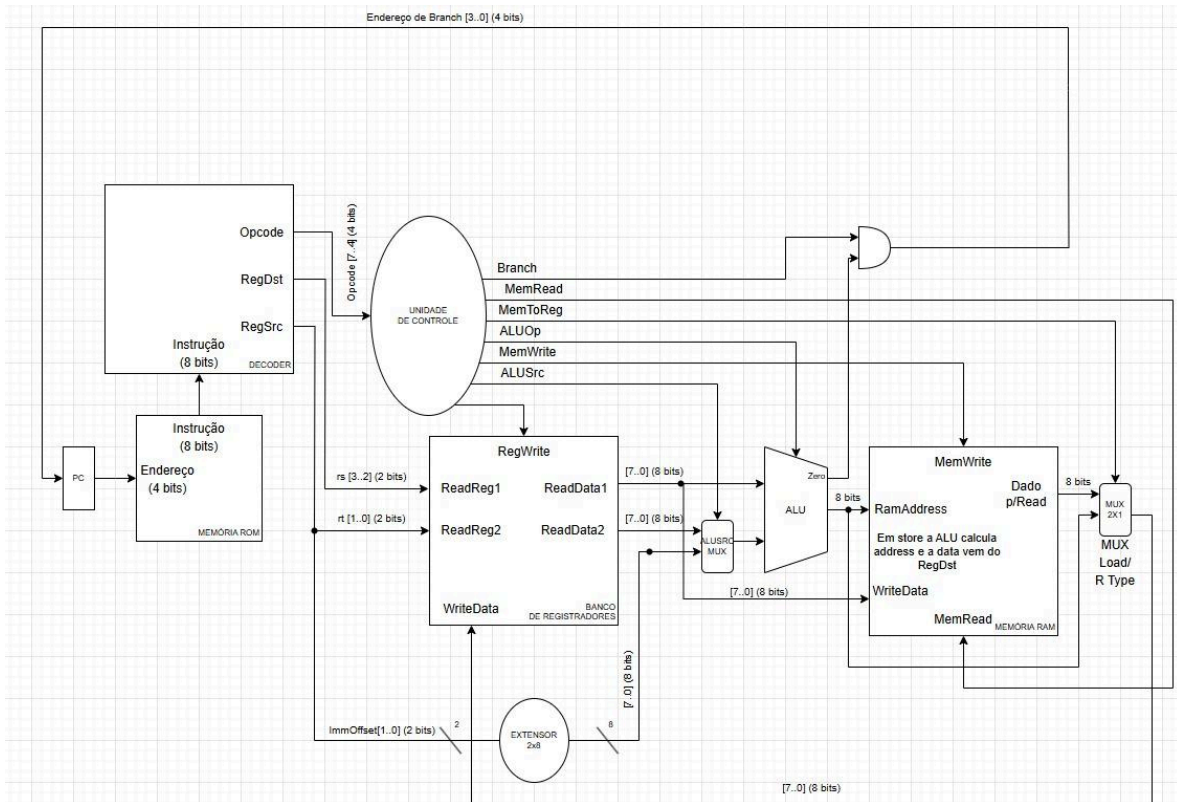 Endereço de Branch [3..0] (4 bits)
Opcode
RegDst
RegSrc
Instrução
(8 bits)
DECODER
Opcode [7..4] (4 bits)
UNIDADE
DE CONTROLE
Branch
MemRead
MemToReg
ALUOp
MemWrite
ALUSrc
Instrução
(8 bits)
Endereço
(4 bits)
MEMÓRIA ROM
PC
rs [3..2] (2 bits)
rt [1..0] (2 bits)
RegWrite
ReadReg1
ReadData1
ReadReg2
ReadData2
WriteData
BANCO
DE REGISTRADORES
[7..0] (8 bits)
[7..0] (8 bits)
ALUSRC
MUX
Zero
ALU
8 bits
[7..0] (8 bits)
MemWrite
Dado
p/Read
RamAddress
Em store a ALU calcula
address e a data vem do
RegDst
WriteData
MemRead
MEMÓRIA RAM
8 bits
MUX
2X1
MUX
Load/
R Type
[7..0] (8 bits)
ImmOffset[1..0] (2 bits)
2
EXTENSOR
2x8
8
[7..0] (8 bits)